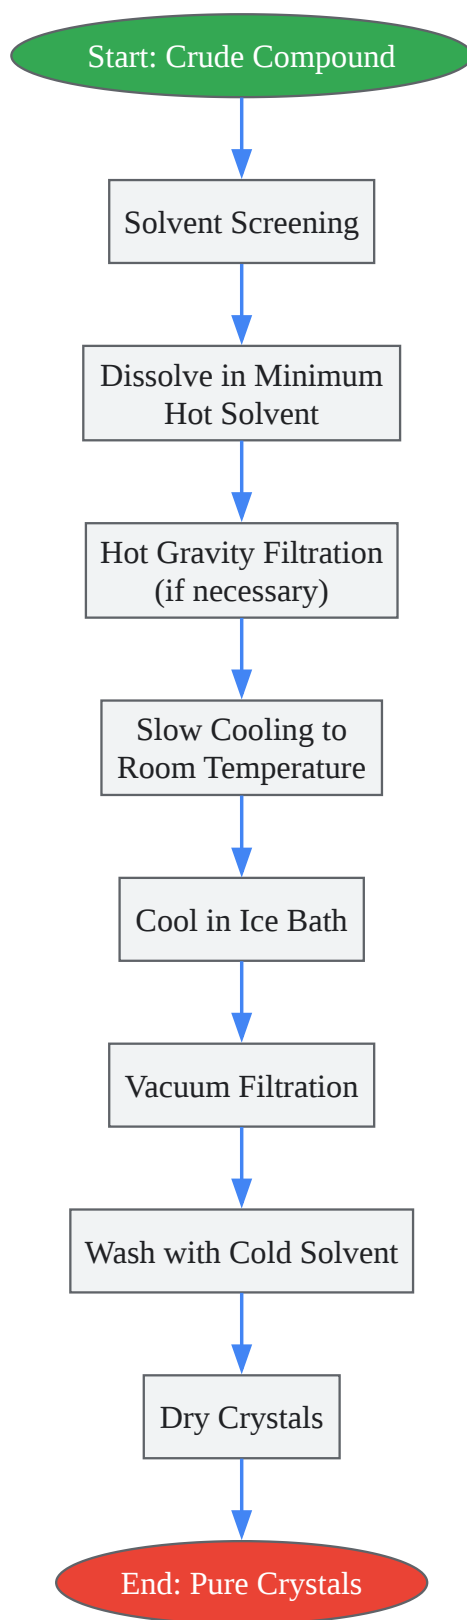 Start: Crude Compound
Solvent Screening
Dissolve in Minimum
Hot Solvent
Hot Gravity Filtration
(if necessary)
Slow Cooling to
Room Temperature
Cool in Ice Bath
Vacuum Filtration
Wash with Cold Solvent
Dry Crystals
End: Pure Crystals